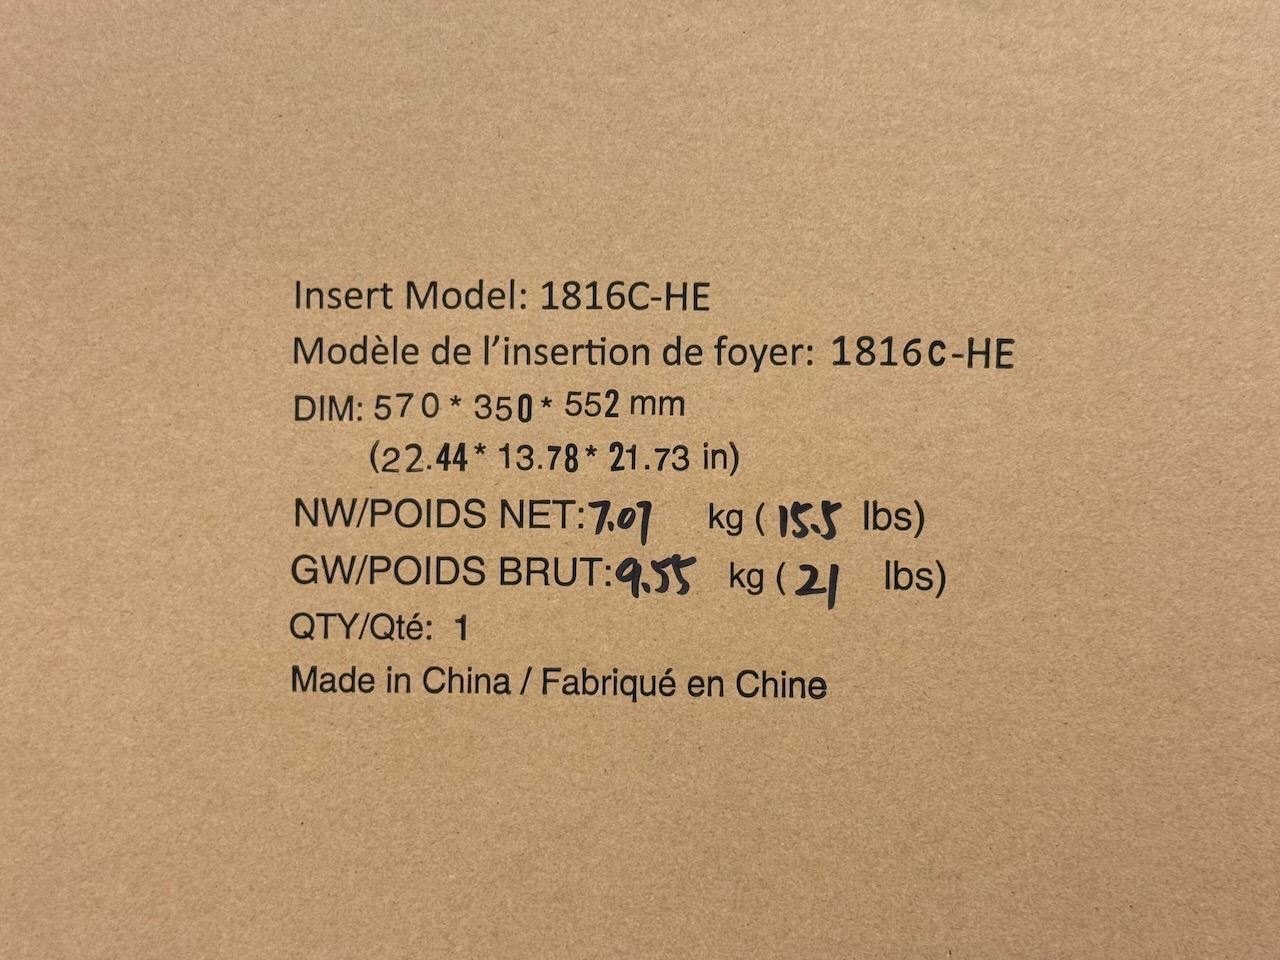 Insert Model: 1816C-HE
Modèle de l'insertion de foyer: 1816C-HE
DIM: 570 * 350 * 552 mm
(22.44* 13.78* 21.73 in)
NW/POIDS NET: 7.07 kg ( 15.5 lbs)
GW/POIDS BRUT: 9.55 kg ( 21 lbs)
QTY/Qté: 1
Made in China / Fabriqué en Chine